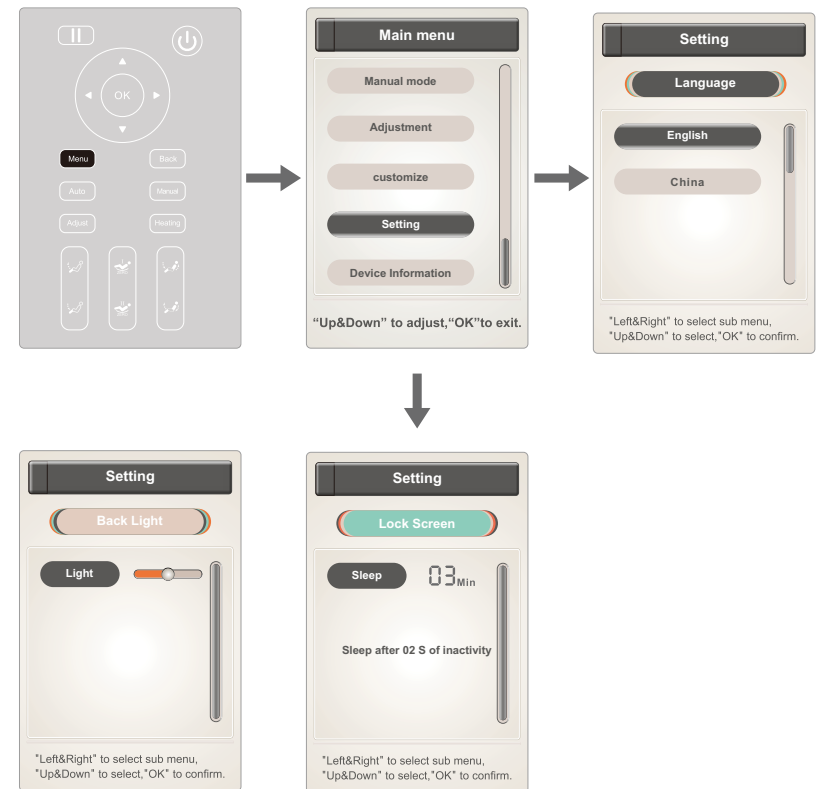 OK
Menu
Back
Auto
Manual
Adjust
Heating
Main menu
Manual mode
Adjustment
customize
Setting
Device Information
“Up&Down” to adjust,“OK”to exit.
Setting
Language
English
China
"Left&Right" to select sub menu,
"Up&Down" to select,"OK" to confirm.
Setting
Back Light
Light
"Left&Right" to select sub menu,
"Up&Down" to select,"OK" to confirm.
Setting
Lock Screen
Sleep 03 Min
Sleep after 02 S of inactivity
"Left&Right" to select sub menu,
"Up&Down" to select,"OK" to confirm.